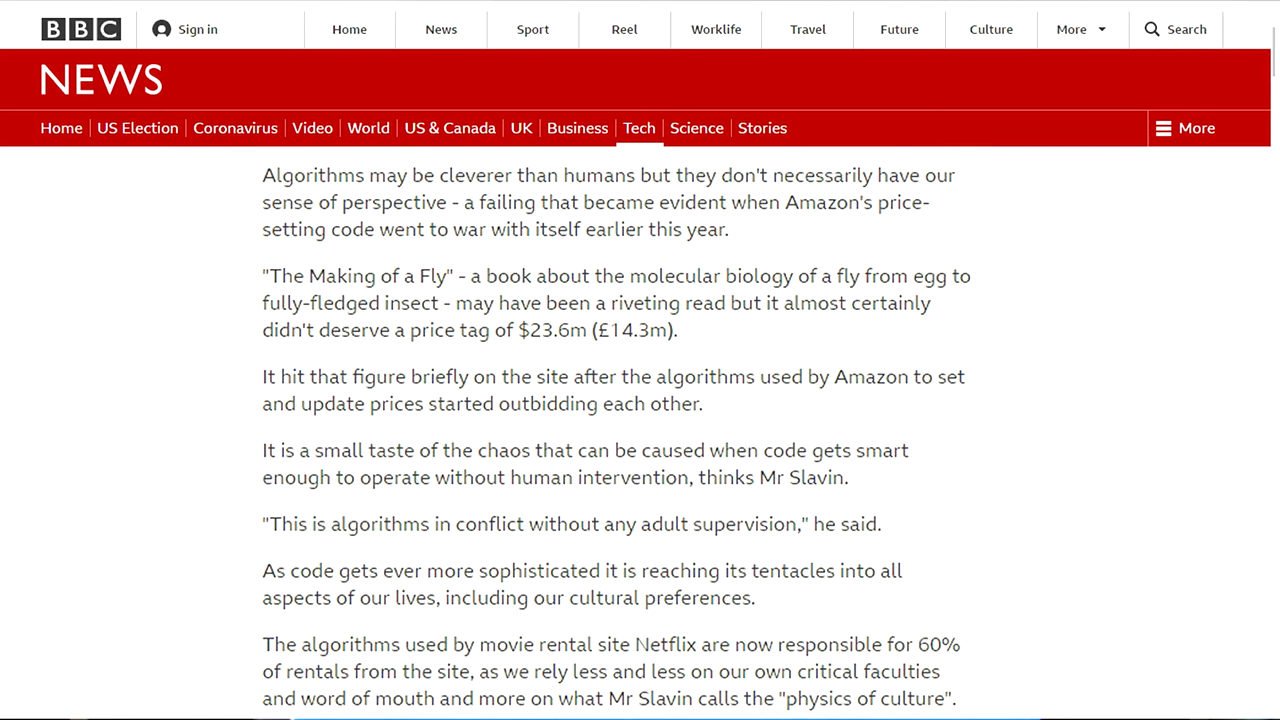 BBC Sign in Home News Sport Reel Worklife Travel Future Culture More Search
NEWS
Home US Election Coronavirus Video World US & Canada UK Business Tech Science Stories More
Algorithms may be cleverer than humans but they don't necessarily have our
sense of perspective - a failing that became evident when Amazon's price-
setting code went to war with itself earlier this year.
"The Making of a Fly" - a book about the molecular biology of a fly from egg to
fully-fledged insect - may have been a riveting read but it almost certainly
didn't deserve a price tag of $23.6m (£14.3m).
It hit that figure briefly on the site after the algorithms used by Amazon to set
and update prices started outbidding each other.
It is a small taste of the chaos that can be caused when code gets smart
enough to operate without human intervention, thinks Mr Slavin.
"This is algorithms in conflict without any adult supervision," he said.
As code gets ever more sophisticated it is reaching its tentacles into all
aspects of our lives, including our cultural preferences.
The algorithms used by movie rental site Netflix are now responsible for 60%
of rentals from the site, as we rely less and less on our own critical faculties
and word of mouth and more on what Mr Slavin calls the "physics of culture".